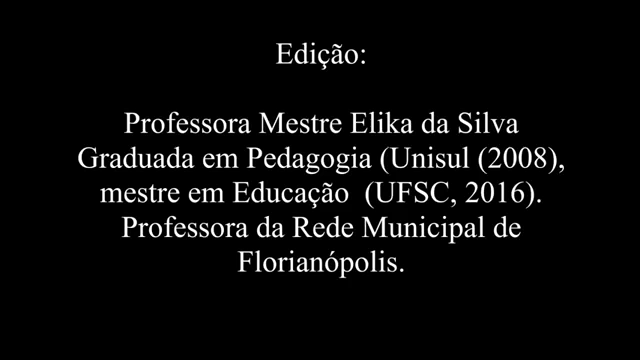 Edição:
Professora Mestre Elika da Silva
Graduada em Pedagogia (Unisul (2008),
mestre em Educação  (UFSC, 2016).
Professora da Rede Municipal de
Florianópolis.